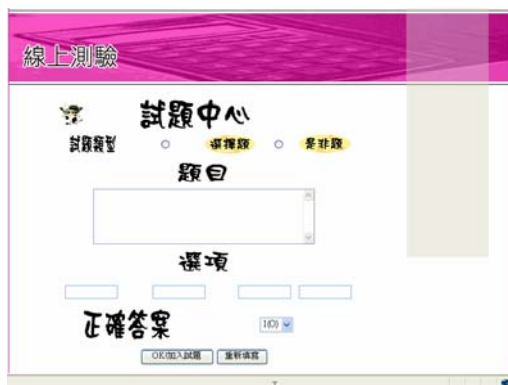 線上測驗
試題中心
試題類型 選擇題 是非題
題目
選項
正確答案 1(O)
OK/加入試題 重新填寫